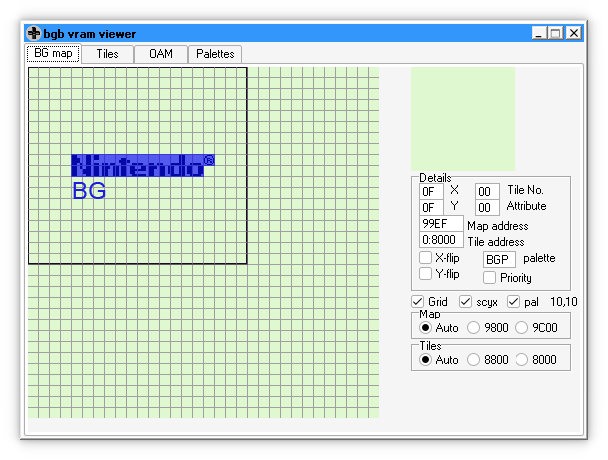 bgb vram viewer
BG map Tiles OAM Palettes
Nintendo®
BG
Details
0F X 00 Tile No.
0F Y 00 Attribute
99EF Map address
0:8000 Tile address
X-flip BGP palette
Y-flip Priority
Grid scyx pal 10,10
Map
Auto 9800 9C00
Tiles
Auto 8800 8000